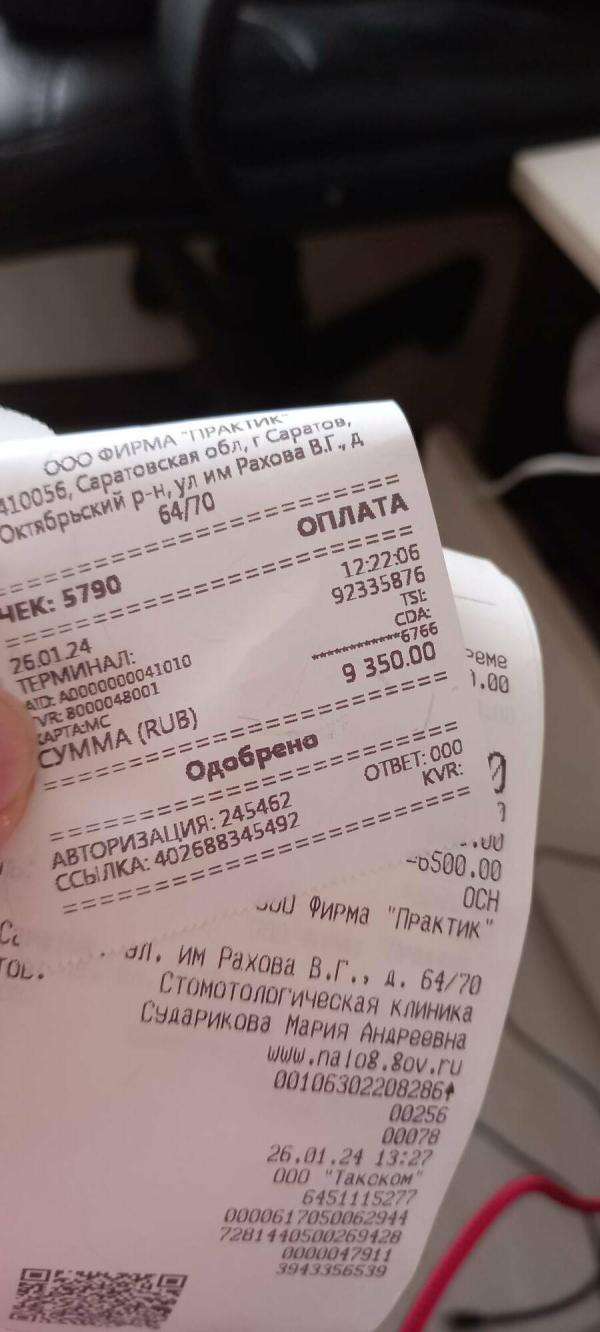 ООО ФИРМА "ПРАКТИК"
410056, Саратовская обл, г Саратов,
Октябрьский р-н, ул им Рахова В.Г., д
64/70
ОПЛАТА
ЧЕК: 5790
12:22:06
26.01.24
92335876
ТЕРМИНАЛ:
TSI:
AID: A0000000041010
CDA:
TVR: 8000048001
************6766
КАРТА:MC
9 350.00
СУММА (RUB)
Одобрено
ОТВЕТ: 000
KVR:
АВТОРИЗАЦИЯ: 245462
ССЫЛКА: 402688345492
=6500.00
ОСН
ООО Фирма "Практик"
им Рахова В.Г., д. 64/70
Стомотологическая клиника
Сударикова Мария Андреевна
www.nalog.gov.ru
0010630220828​6
00256
00078
26.01.24 13:27
ООО "Такском"
6451115277
0000617050062944
7281440500269428
0000047911
3943356539